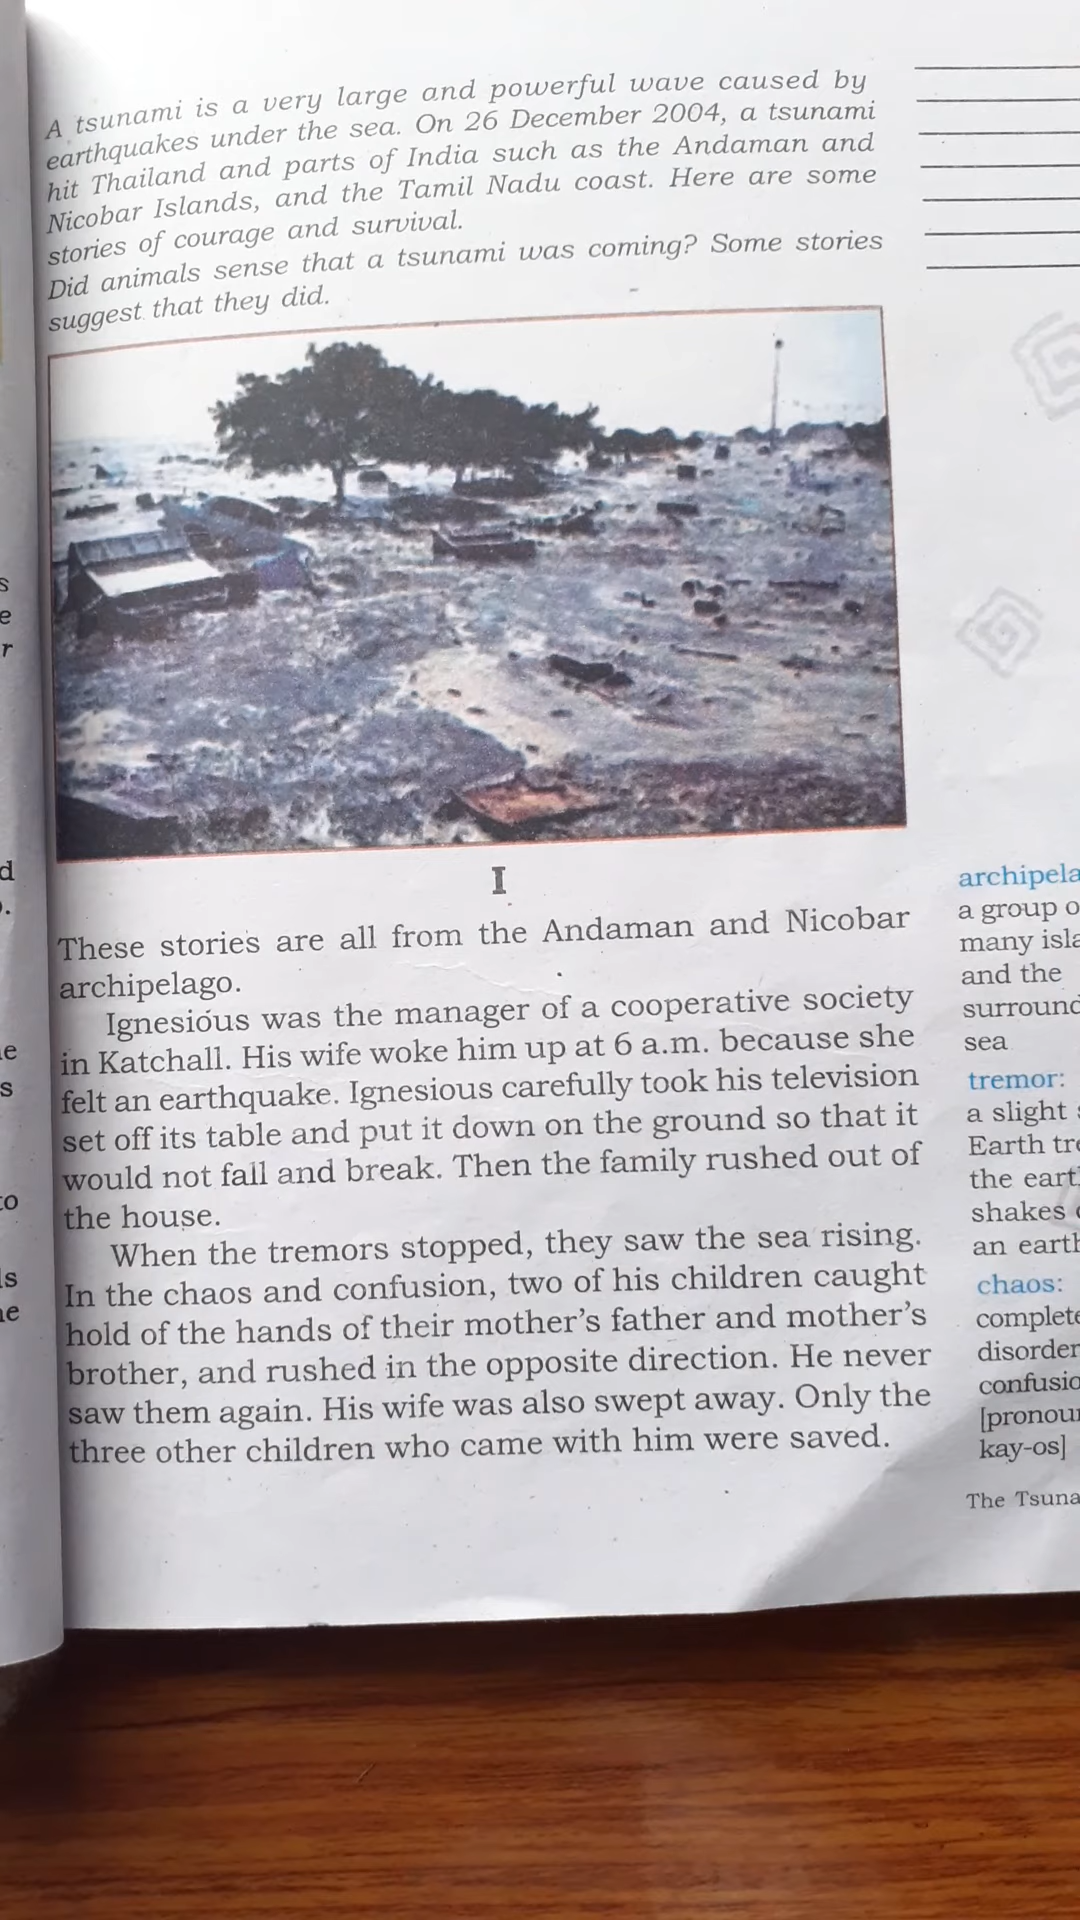 A tsunami is a very large and powerful wave caused by
earthquakes under the sea. On 26 December 2004, a tsunami
hit Thailand and parts of India such as the Andaman and
Nicobar Islands, and the Tamil Nadu coast. Here are some
stories of courage and survival.
Did animals sense that a tsunami was coming? Some stories
suggest that they did.
I
These stories are all from the Andaman and Nicobar
archipelago.
Ignesious was the manager of a cooperative society
in Katchall. His wife woke him up at 6 a.m. because she
felt an earthquake. Ignesious carefully took his television
set off its table and put it down on the ground so that it
would not fall and break. Then the family rushed out of
the house.
When the tremors stopped, they saw the sea rising.
In the chaos and confusion, two of his children caught
hold of the hands of their mother's father and mother's
brother, and rushed in the opposite direction. He never
saw them again. His wife was also swept away. Only the
three other children who came with him were saved.
archipela
a group o
many isla
and the
surround
sea
tremor:
a slight
Earth tre
the eart
shakes
an earth
chaos:
complete
disorder
confusio
[pronou
kay-os]
The Tsuna